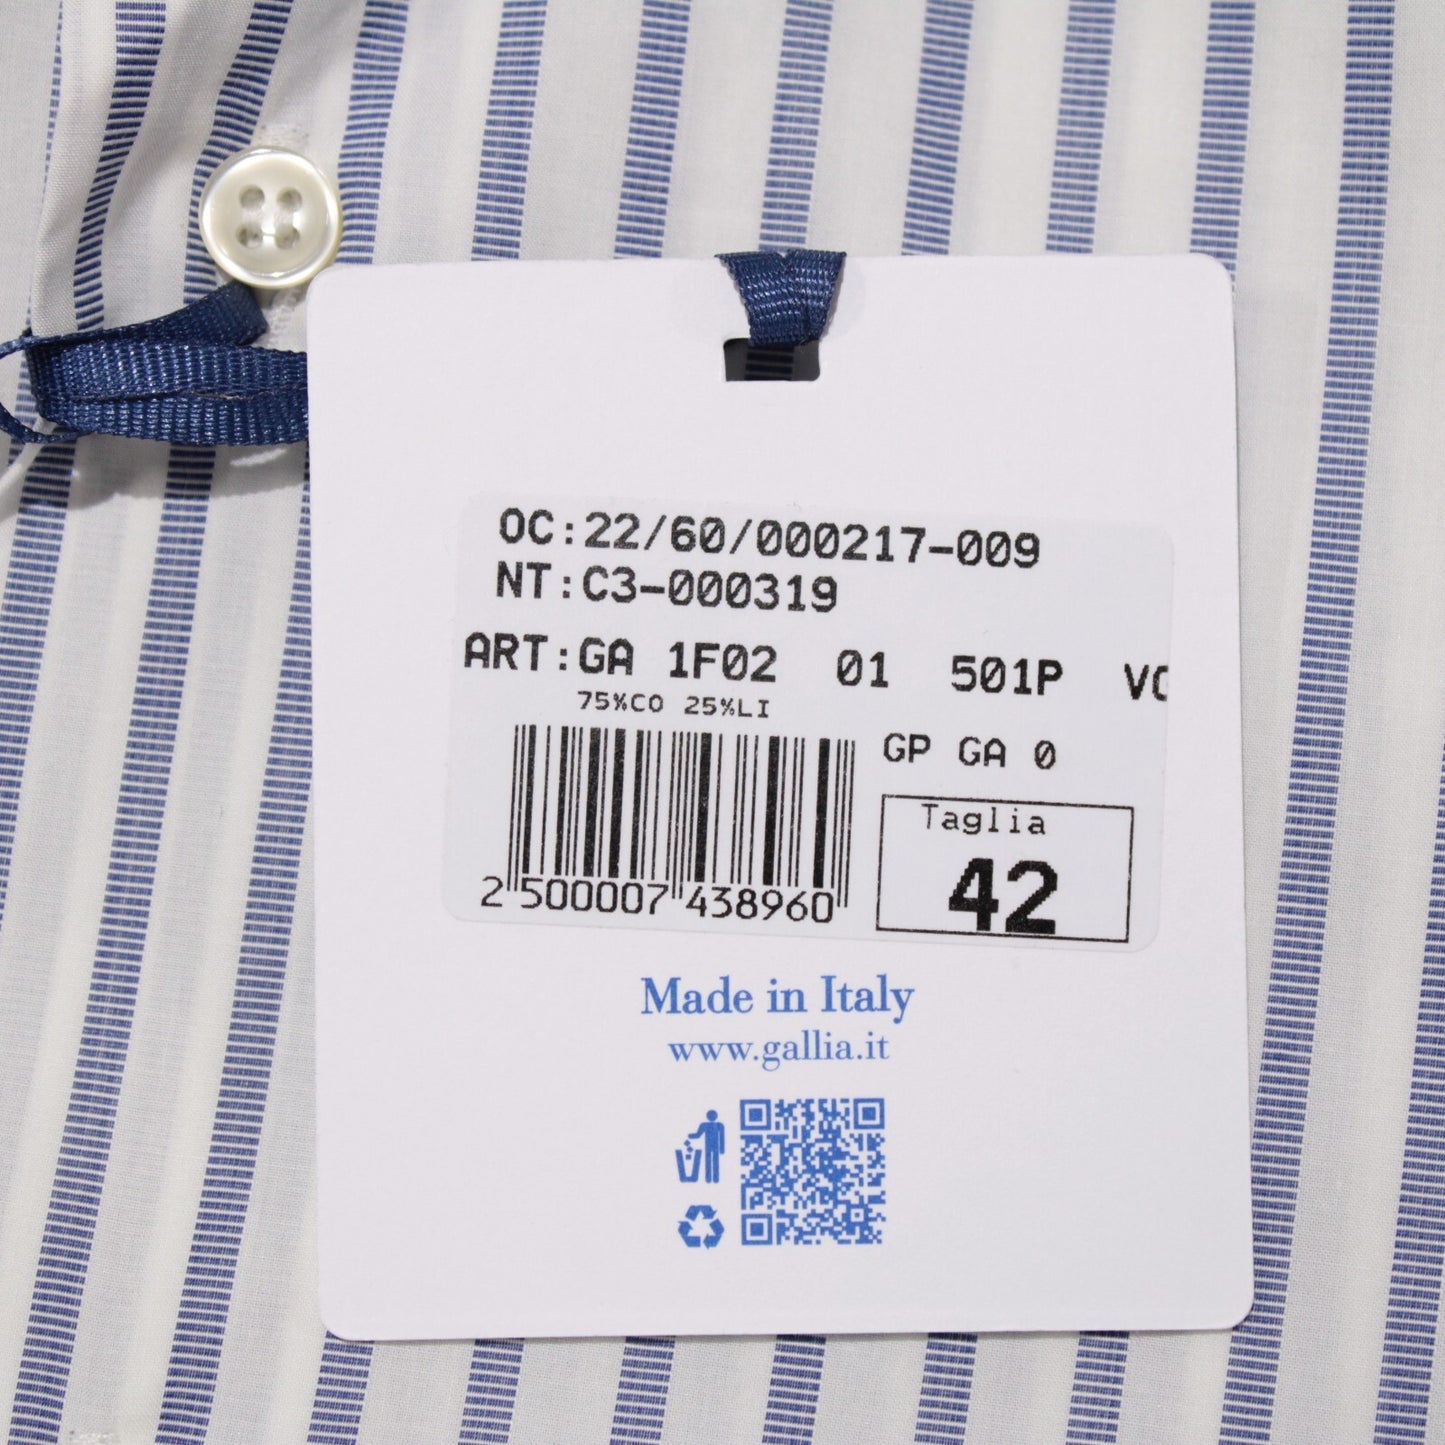 OC:22/60/000217-009
NT:C3-000319
ART:GA 1F02 01 501P
75%CO 25%LI
GP GA 0
Taglia
42
2 500007 438960
Made in Italy
www.gallia.it